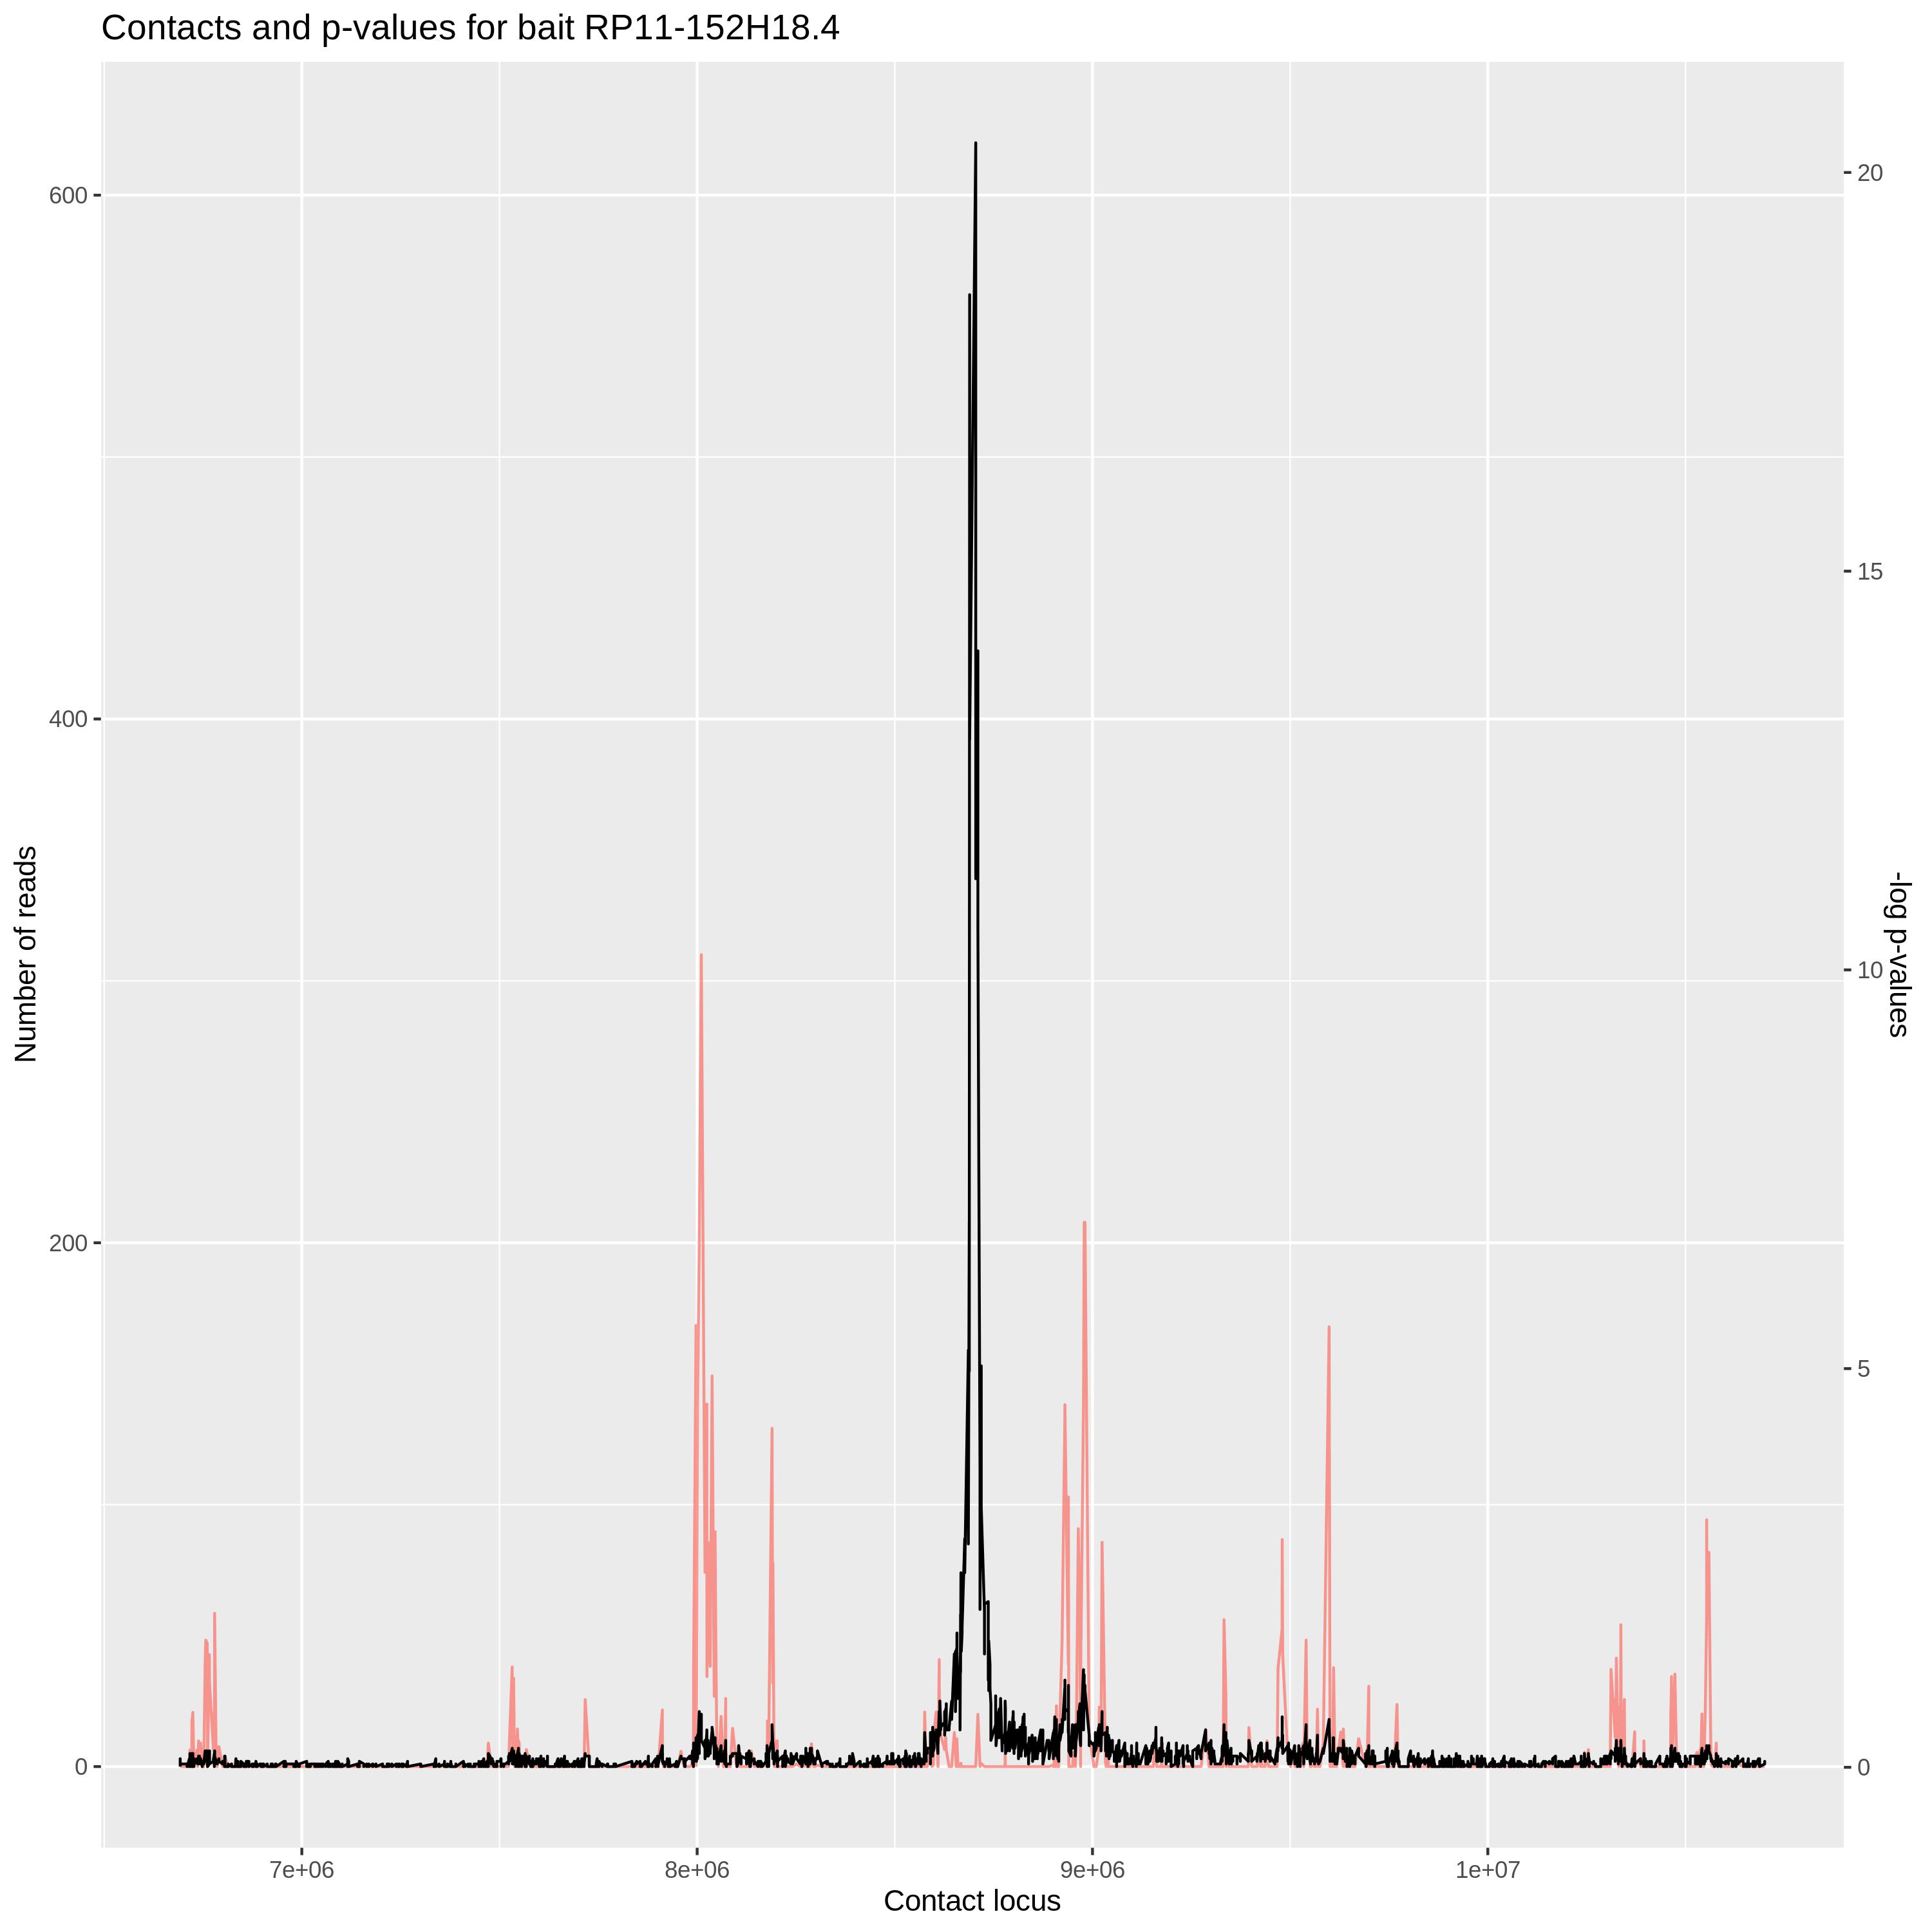 Contacts and p-values for bait RP11-152H18.4
600
400
200
0
Number of reads
20
15
10
5
0
-log p-values
7e+06
8e+06
9e+06
1e+07
Contact locus